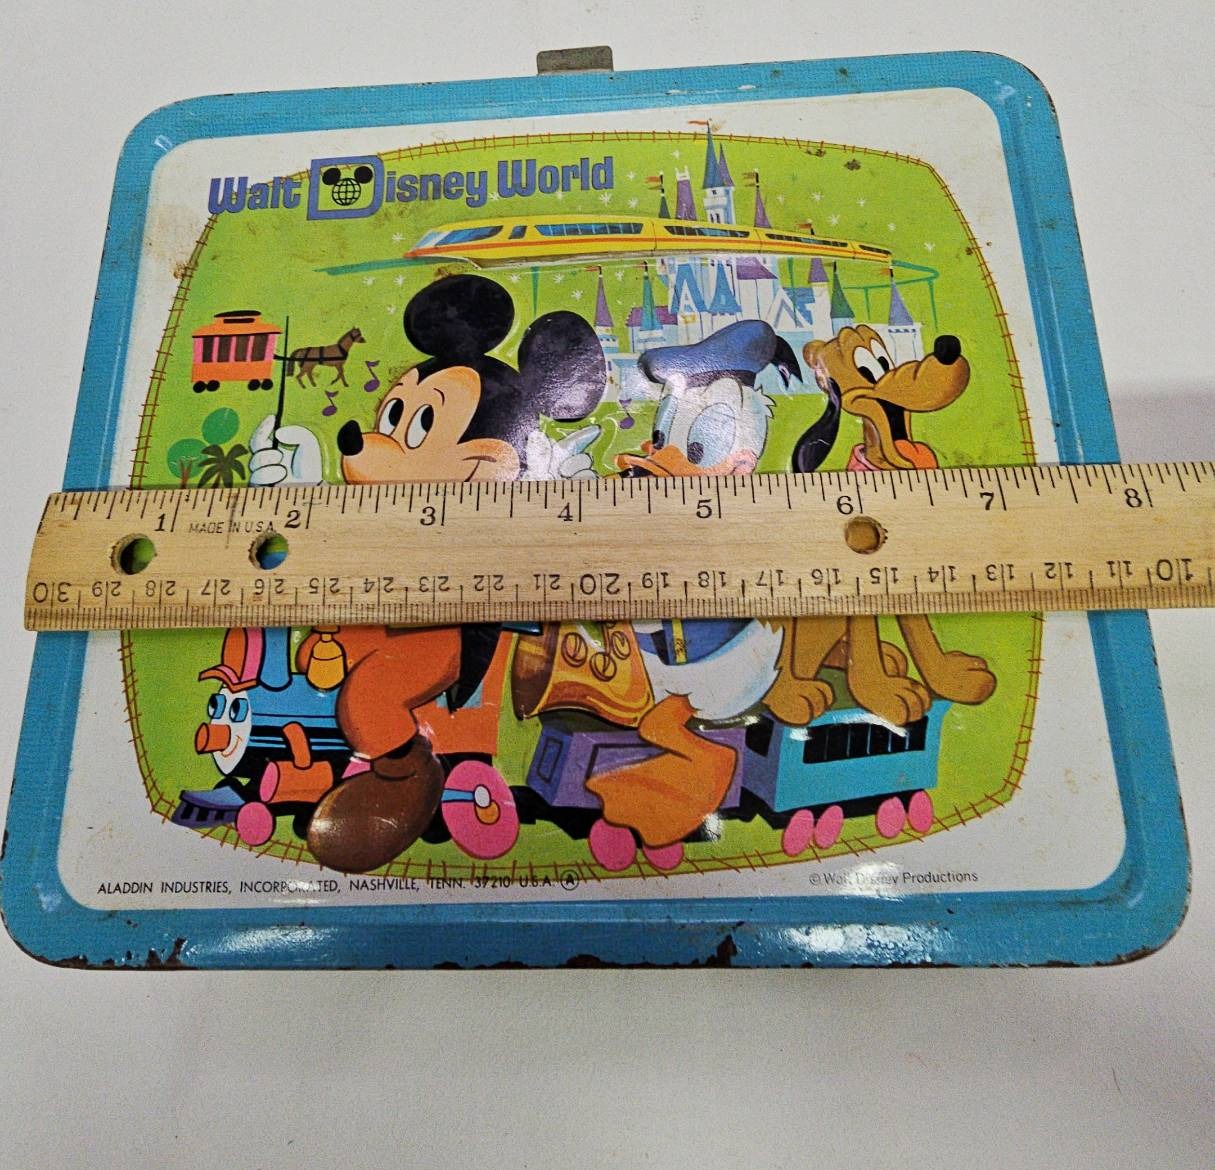 Walt Disney World
1 2 3 4 5 6 7 8
MADE IN U.S.A.
30 29 28 27 26 25 24 23 22 21 20 19 18 17 16 15 14 13 12 11 10
ALADDIN INDUSTRIES, INCORPORATED, NASHVILLE, TENN. 37210 U.S.A. Ⓐ
© Walt Disney Productions